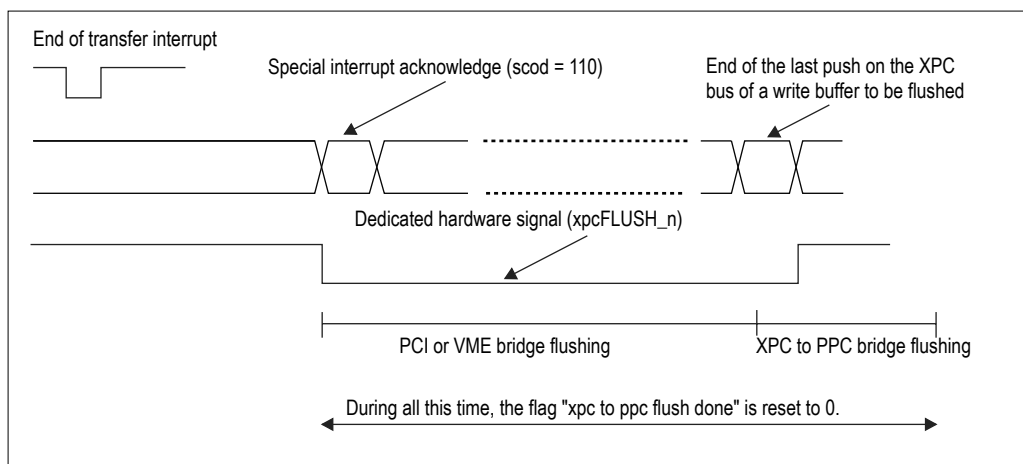 End of transfer interrupt
Special interrupt acknowledge (scod = 110)
End of the last push on the XPC
bus of a write buffer to be flushed
Dedicated hardware signal (xpcFLUSH_n)
PCI or VME bridge flushing
XPC to PPC bridge flushing
During all this time, the flag "xpc to ppc flush done" is reset to 0.